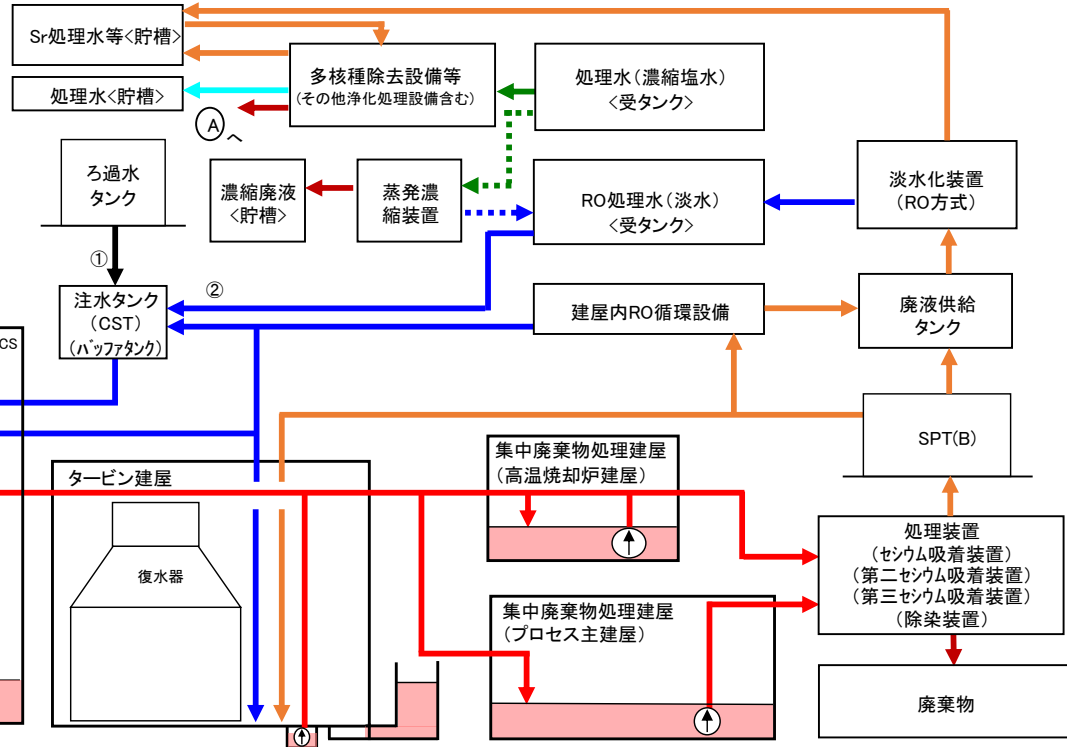 Sr処理水等<貯槽>
処理水<貯槽>
多核種除去設備等
(その他浄化処理設備含む)
処理水(濃縮塩水)
<受タンク>
Ⓐへ
ろ過水
タンク
濃縮廃液
<貯槽>
蒸発濃
縮装置
RO処理水(淡水)
<受タンク>
淡水化装置
(RO方式)
①
②
注水タンク
(CST)
(バッファタンク)
建屋内RO循環設備
廃液供給
タンク
CS
SPT(B)
タービン建屋
復水器
集中廃棄物処理建屋
(高温焼却炉建屋)
集中廃棄物処理建屋
(プロセス主建屋)
処理装置
(セシウム吸着装置)
(第二セシウム吸着装置)
(第三セシウム吸着装置)
(除染装置)
廃棄物